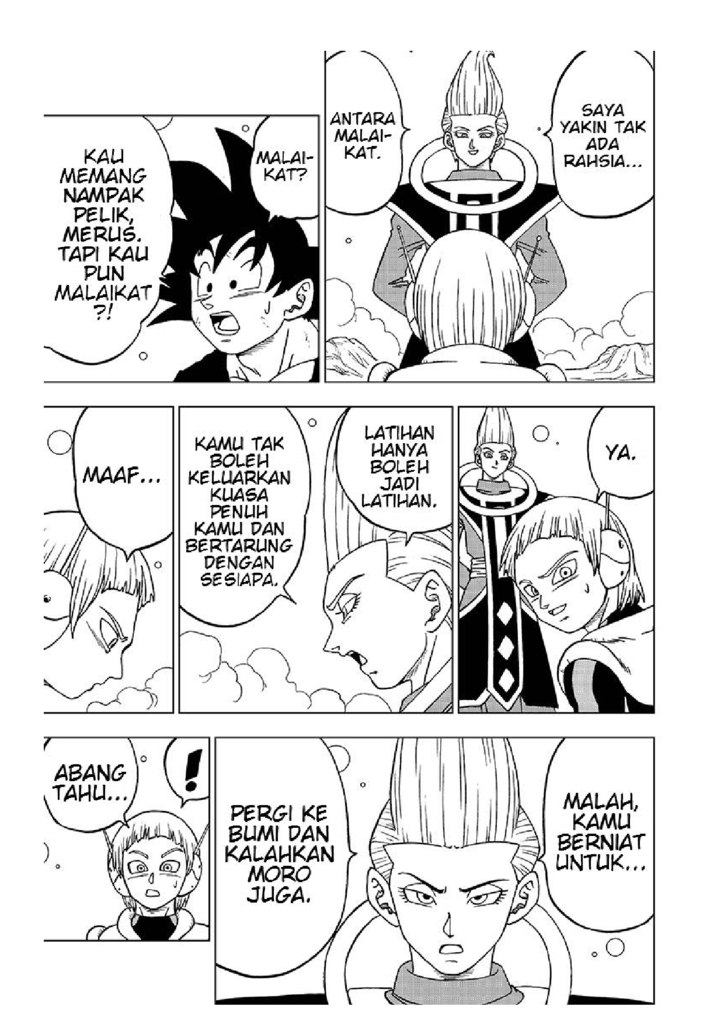 SAYA
YAKIN TAK
ADA
RAHSIA...
ANTARA
MALAI-
KAT.
MALAI-
KAT?
KAU
MEMANG
NAMPAK
PELIK,
MERUS.
TAPI KAU
PUN
MALAIKAT
?!
YA.
LATIHAN
HANYA
BOLEH
JADI
LATIHAN.
KAMU TAK
BOLEH
KELUARKAN
KUASA
PENUH
KAMU DAN
BERTARUNG
DENGAN
SESIAPA.
MAAF...
MALAH,
KAMU
BERNIAT
UNTUK...
PERGI KE
BUMI DAN
KALAHKAN
MORO
JUGA.
!
ABANG
TAHU...